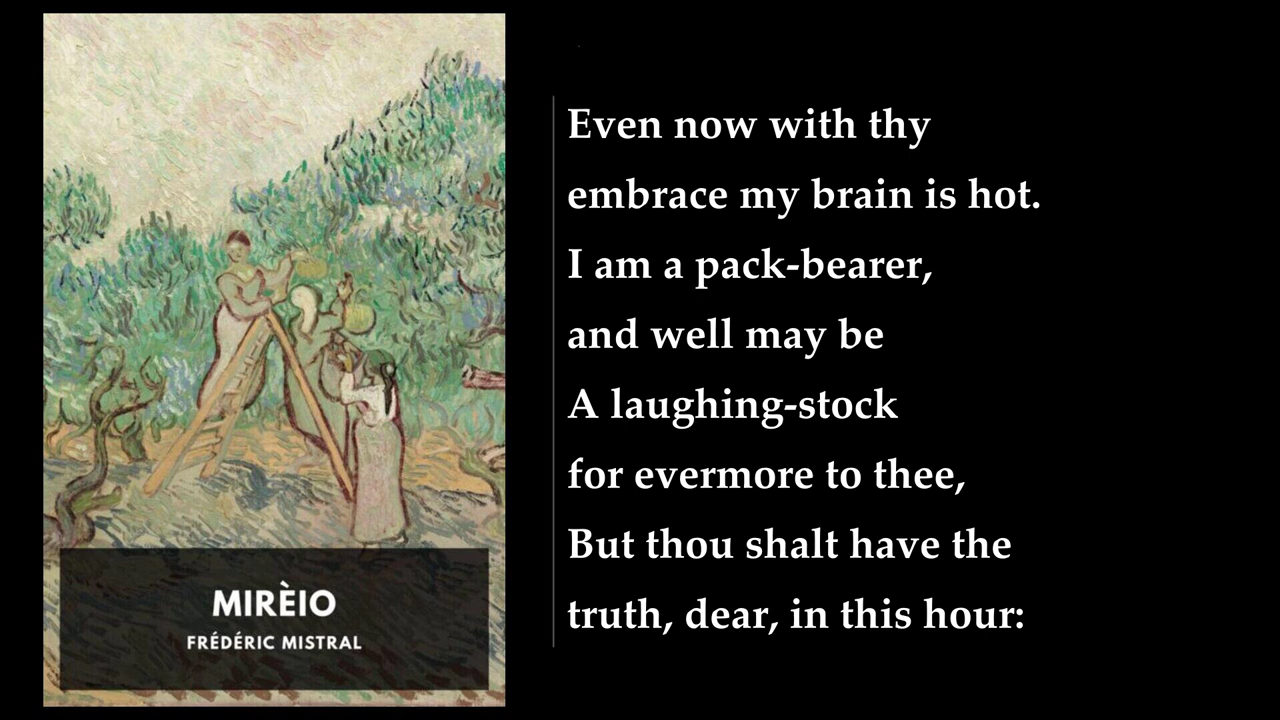 MIRÈIO
FRÉDÉRIC MISTRAL
Even now with thy
embrace my brain is hot.
I am a pack-bearer,
and well may be
A laughing-stock
for evermore to thee,
But thou shalt have the
truth, dear, in this hour: